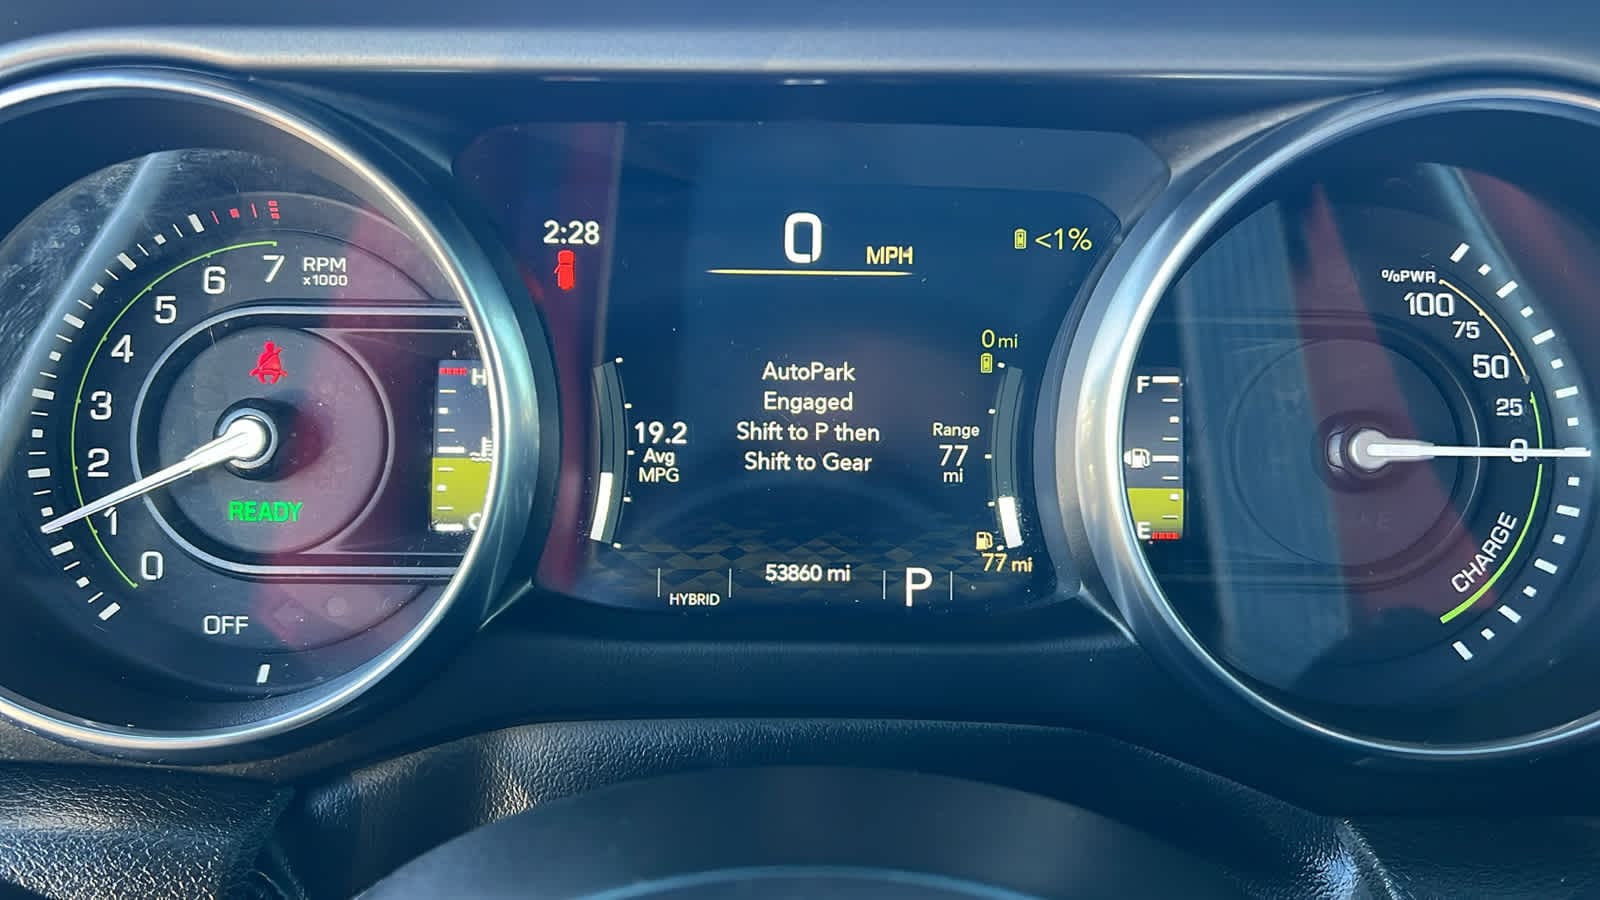 2:28
0 MPH
<1%
7 RPM
x1000
6
5
4
3
2
1
0
OFF
READY
H
C
19.2
Avg
MPG
AutoPark
Engaged
Shift to P then
Shift to Gear
0 mi
Range
77
mi
77 mi
HYBRID
53860 mi
P
F
E
%PWR
100
75
50
25
0
CHARGE